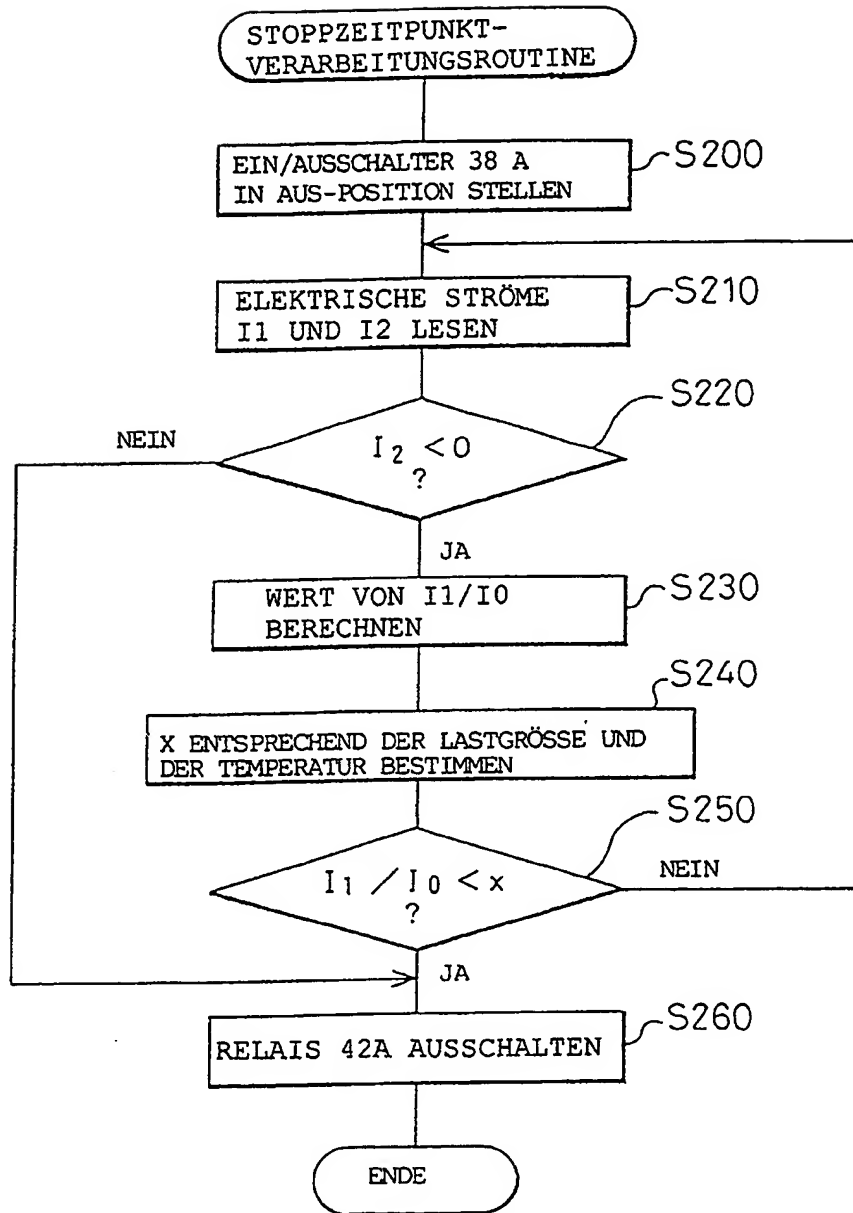 STOPPZEITPUNKT-
VERARBEITUNGSROUTINE
EIN/AUSSCHALTER 38 A
IN AUS-POSITION STELLEN
S200
ELEKTRISCHE STRÖME
I1 UND I2 LESEN
S210
S220
NEIN
I₂ < 0
?
JA
WERT VON I1/I0
BERECHNEN
S230
S240
X ENTSPRECHEND DER LASTGRÖSSE UND
DER TEMPERATUR BESTIMMEN
S250
I₁ / I₀ < x
?
NEIN
JA
RELAIS 42A AUSSCHALTEN
S260
ENDE